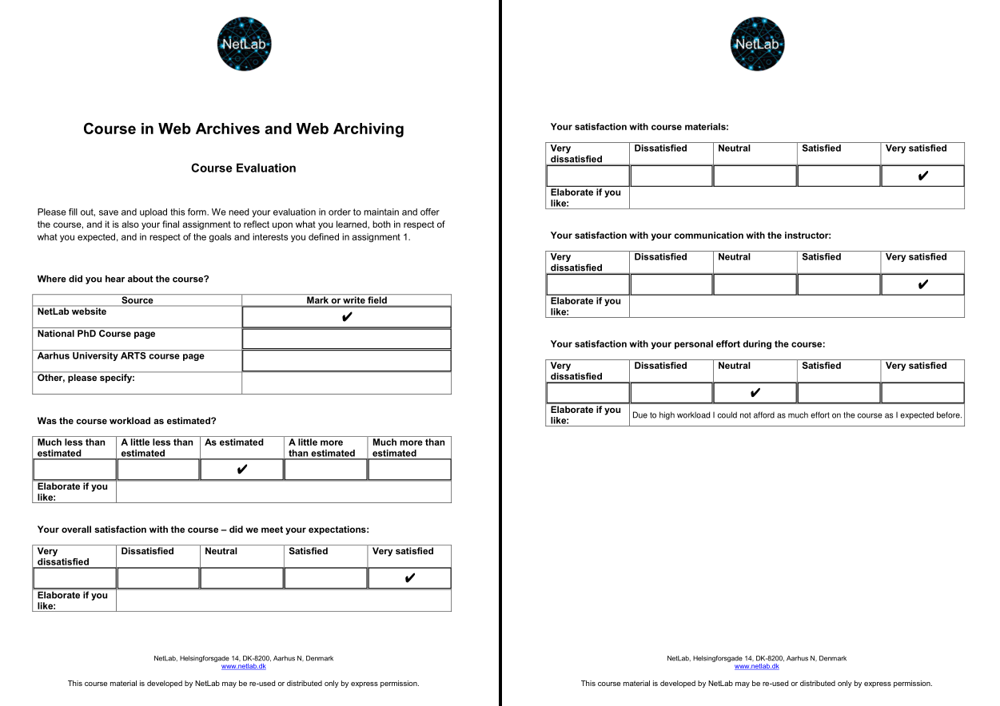 NetLab
Course in Web Archives and Web Archiving
Course Evaluation
Please fill out, save and upload this form. We need your evaluation in order to maintain and offer
the course, and it is also your final assignment to reflect upon what you learned, both in respect of
what you expected, and in respect of the goals and interests you defined in assignment 1.
Where did you hear about the course?
Source Mark or write field
NetLab website ✔
National PhD Course page
Aarhus University ARTS course page
Other, please specify:
Was the course workload as estimated?
Much less than estimated A little less than estimated As estimated A little more than estimated Much more than estimated
✔
Elaborate if you like:
Your overall satisfaction with the course – did we meet your expectations:
Very dissatisfied Dissatisfied Neutral Satisfied Very satisfied
✔
Elaborate if you like:
NetLab, Helsingforsgade 14, DK-8200, Aarhus N, Denmark
www.netlab.dk
This course material is developed by NetLab may be re-used or distributed only by express permission.
NetLab
Your satisfaction with course materials:
Very dissatisfied Dissatisfied Neutral Satisfied Very satisfied
✔
Elaborate if you like:
Your satisfaction with your communication with the instructor:
Very dissatisfied Dissatisfied Neutral Satisfied Very satisfied
✔
Elaborate if you like:
Your satisfaction with your personal effort during the course:
Very dissatisfied Dissatisfied Neutral Satisfied Very satisfied
✔
Elaborate if you like: Due to high workload I could not afford as much effort on the course as I expected before.
NetLab, Helsingforsgade 14, DK-8200, Aarhus N, Denmark
www.netlab.dk
This course material is developed by NetLab may be re-used or distributed only by express permission.